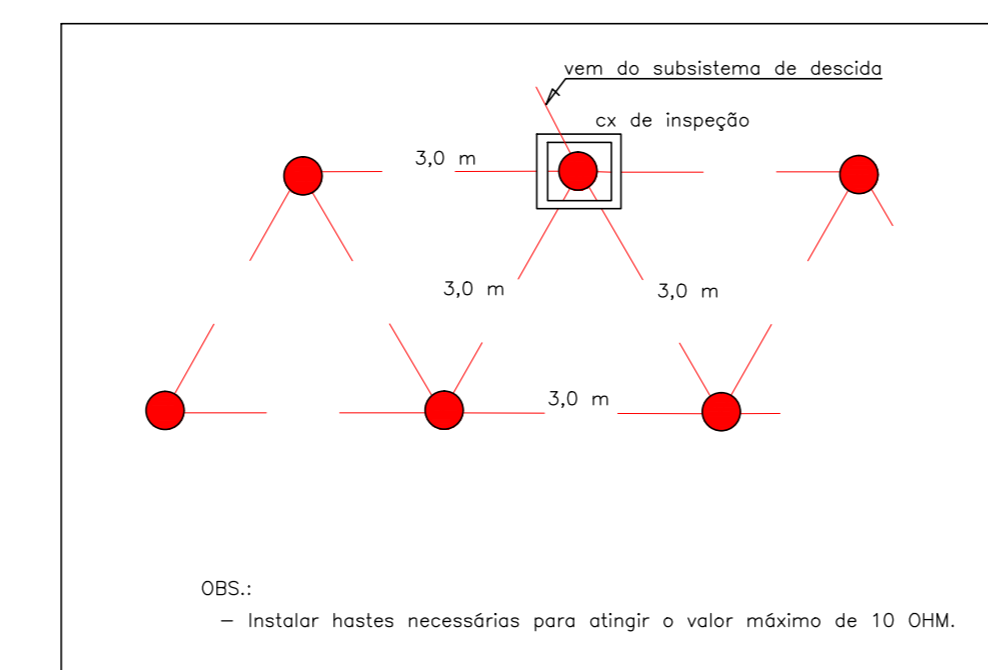 vem do subsistema de descida
cx de inspeção
3,0 m
3,0 m
3,0 m
3,0 m
OBS.:
– Instalar hastes necessárias para atingir o valor máximo de 10 OHM.